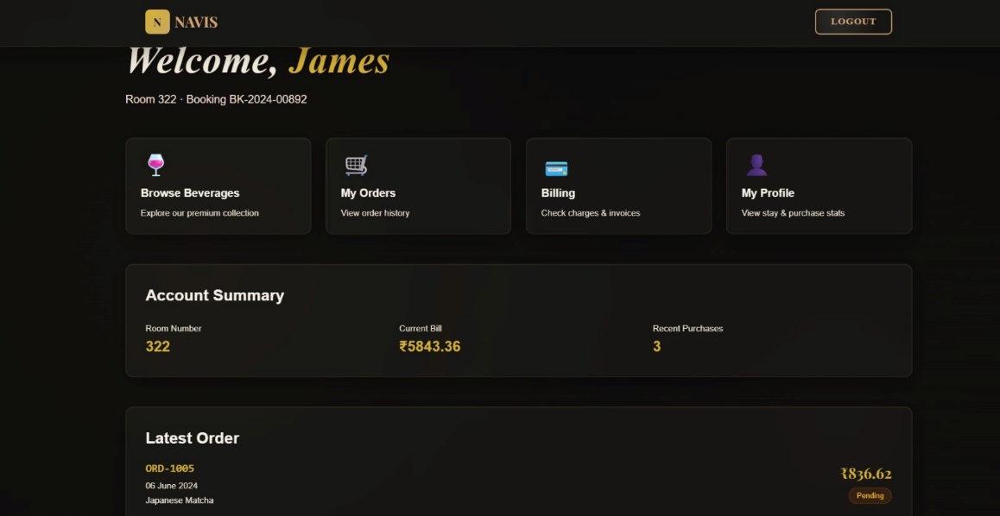 N NAVIS
LOGOUT
Welcome, James
Room 322 · Booking BK-2024-00892
Browse Beverages
Explore our premium collection
My Orders
View order history
Billing
Check charges & invoices
My Profile
View stay & purchase stats
Account Summary
Room Number
322
Current Bill
₹5843.36
Recent Purchases
3
Latest Order
ORD-1005
06 June 2024
Japanese Matcha
₹836.62
Pending